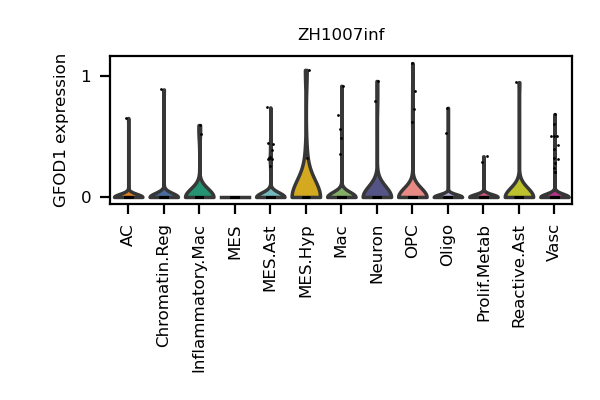 ZH1007inf
GFOD1 expression
1
0
AC
Chromatin.Reg
Inflammatory.Mac
MES
MES.Ast
MES.Hyp
Mac
Neuron
OPC
Oligo
Prolif.Metab
Reactive.Ast
Vasc